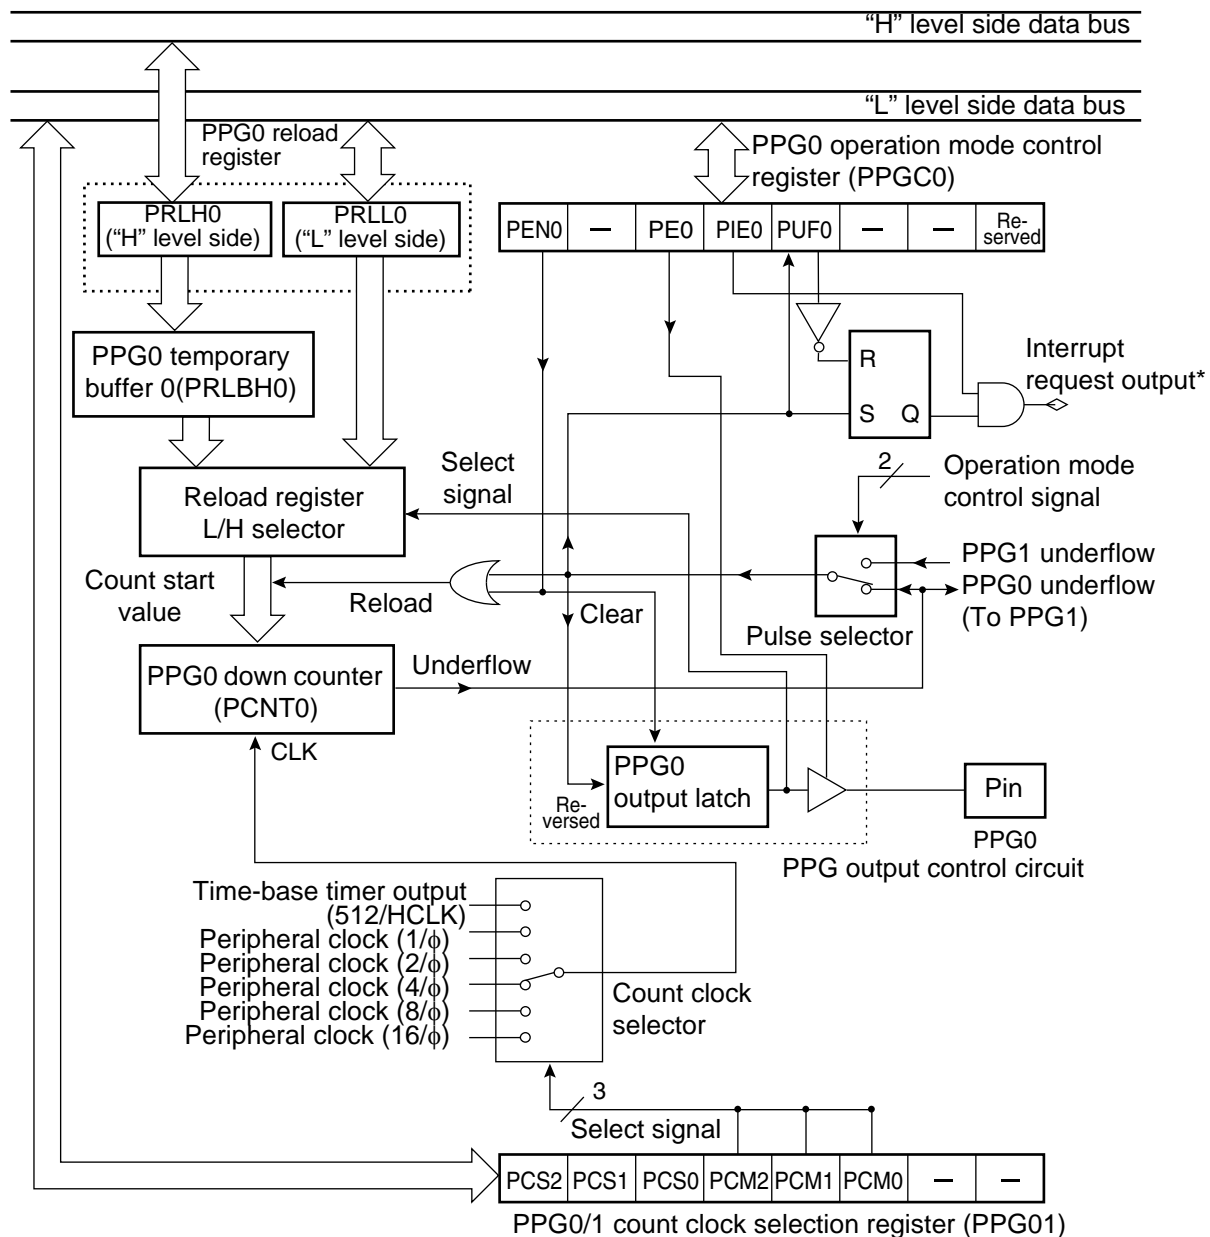 “H” level side data bus
“L” level side data bus
PPG0 reload
register
PPG0 operation mode control
register (PPGC0)
PRLH0
(“H” level side)
PRLL0
(“L” level side)
PEN0
—
PE0
PIE0
PUF0
—
—
Re-
served
PPG0 temporary
buffer 0(PRLBH0)
R
S
Q
Interrupt
request output*
Select
signal
2
Operation mode
control signal
Reload register
L/H selector
PPG1 underflow
PPG0 underflow
(To PPG1)
Count start
value
Reload
Clear
Pulse selector
PPG0 down counter
(PCNT0)
Underflow
CLK
PPG0
output latch
Re-
versed
Pin
PPG0
PPG output control circuit
Time-base timer output
(512/HCLK)
Peripheral clock (1/ϕ)
Peripheral clock (2/ϕ)
Peripheral clock (4/ϕ)
Peripheral clock (8/ϕ)
Peripheral clock (16/ϕ)
Count clock
selector
3
Select signal
PCS2
PCS1
PCS0
PCM2
PCM1
PCM0
—
—
PPG0/1 count clock selection register (PPG01)